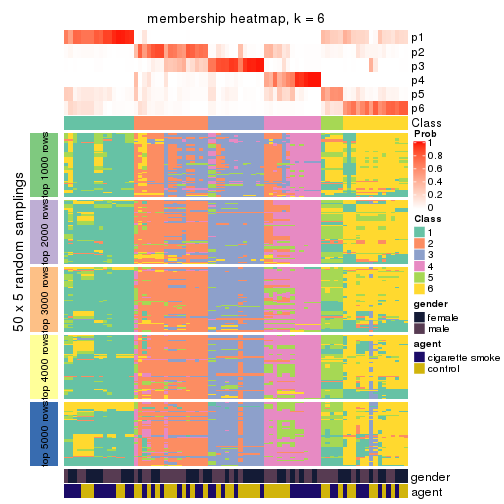 membership heatmap, k = 6
p1
p2
p3
p4
p5
p6
Class
50 x 5 random samplings
top 1000 rows
top 2000 rows
top 3000 rows
top 4000 rows
top 5000 rows
gender
agent
Prob
1
0.8
0.6
0.4
0.2
0
Class
1
2
3
4
5
6
gender
female
male
agent
cigarette smoke
control